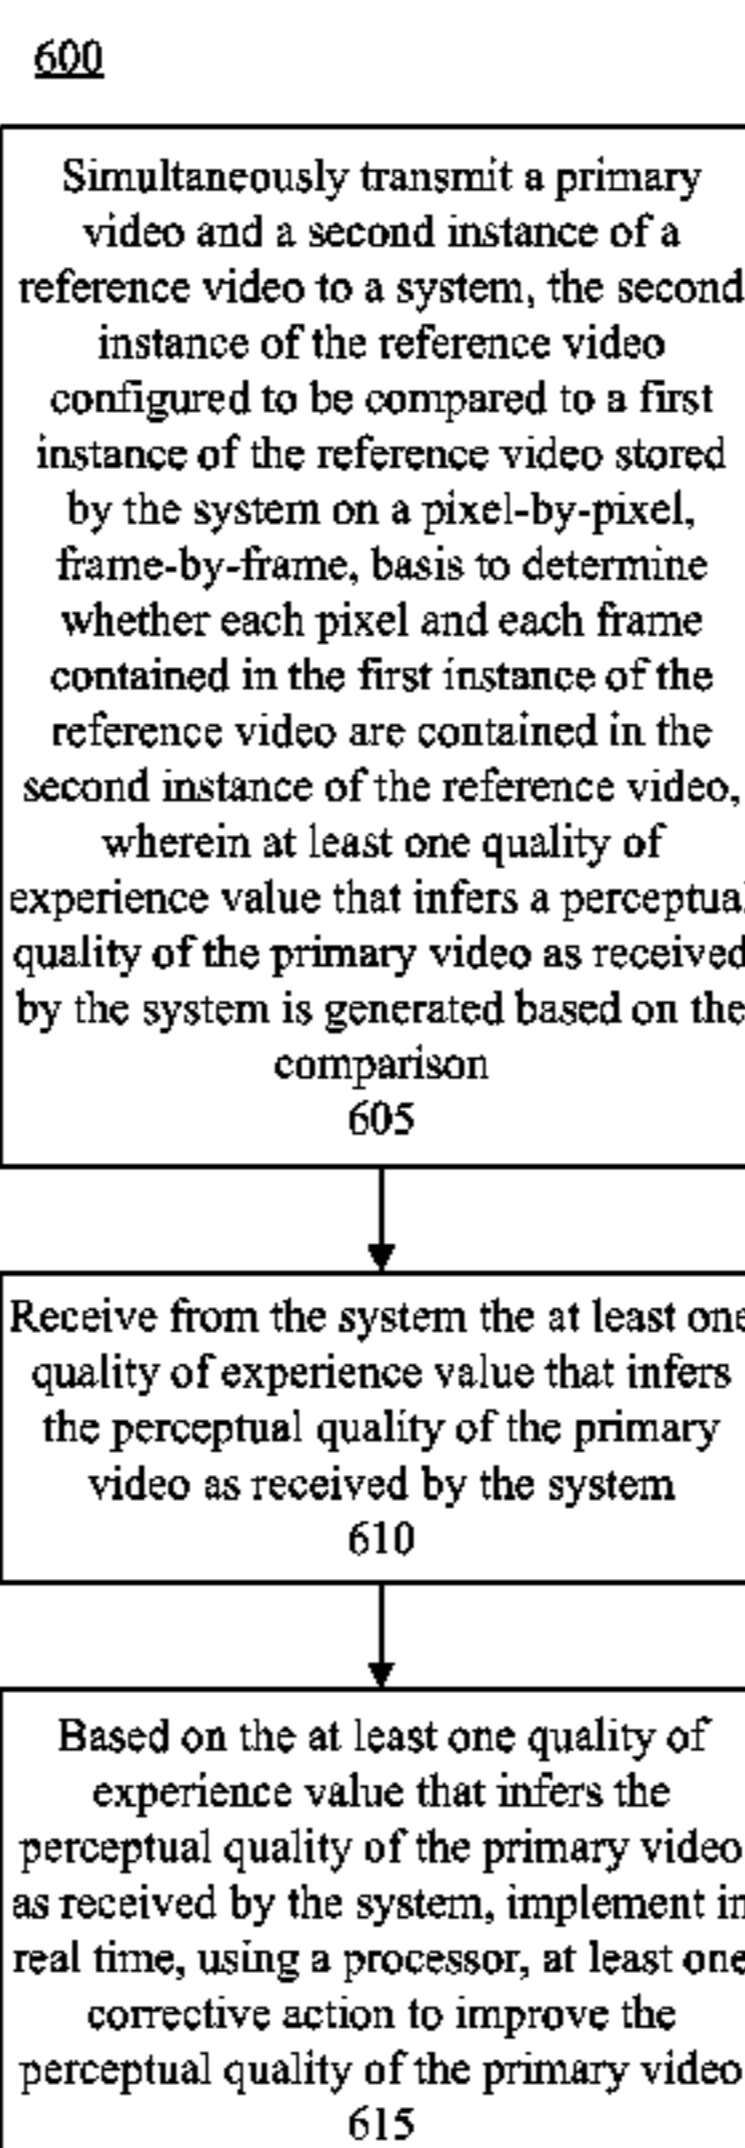 600
Simultaneously transmit a primary
video and a second instance of a
reference video to a system, the second
instance of the reference video
configured to be compared to a first
instance of the reference video stored
by the system on a pixel-by-pixel,
frame-by-frame, basis to determine
whether each pixel and each frame
contained in the first instance of the
reference video are contained in the
second instance of the reference video,
wherein at least one quality of
experience value that infers a perceptual
quality of the primary video as received
by the system is generated based on the
comparison
605
Receive from the system the at least one
quality of experience value that infers
the perceptual quality of the primary
video as received by the system
610
Based on the at least one quality of
experience value that infers the
perceptual quality of the primary video
as received by the system, implement in
real time, using a processor, at least one
corrective action to improve the
perceptual quality of the primary video
615